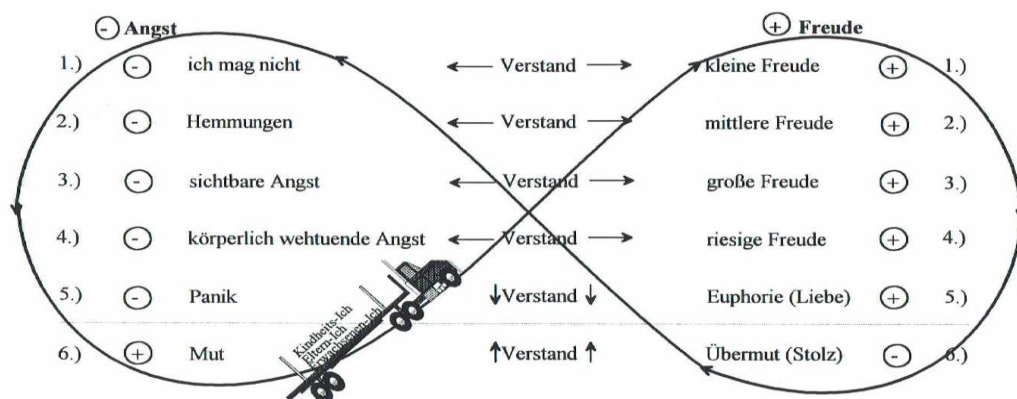 ⊖ Angst ⊕ Freude
1.) ⊖ ich mag nicht ← Verstand → kleine Freude ⊕ 1.)
2.) ⊖ Hemmungen ← Verstand → mittlere Freude ⊕ 2.)
3.) ⊖ sichtbare Angst ← Verstand → große Freude ⊕ 3.)
4.) ⊖ körperlich wehtuende Angst ← Verstand → riesige Freude ⊕ 4.)
5.) ⊖ Panik ↓Verstand ↓ Euphorie (Liebe) ⊕ 5.)
6.) ⊕ Mut ↑Verstand ↑ Übermut (Stolz) ⊖ 6.)
Kindheits-Ich
Eltern-Ich
Erwachsenen-Ich